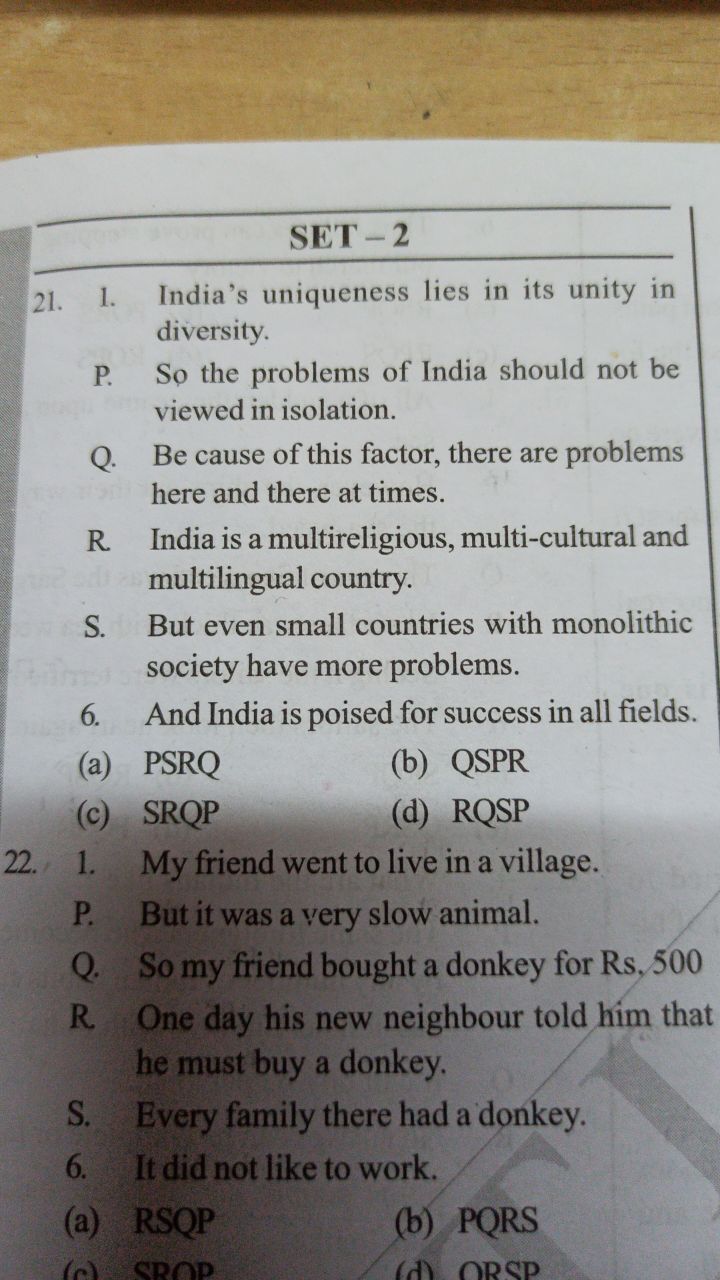 SET – 2
21. 1. India's uniqueness lies in its unity in
diversity.
P. So the problems of India should not be
viewed in isolation.
Q. Be cause of this factor, there are problems
here and there at times.
R. India is a multireligious, multi-cultural and
multilingual country.
S. But even small countries with monolithic
society have more problems.
6. And India is poised for success in all fields.
(a) PSRQ (b) QSPR
(c) SRQP (d) RQSP
22. 1. My friend went to live in a village.
P. But it was a very slow animal.
Q. So my friend bought a donkey for Rs. 500
R. One day his new neighbour told him that
he must buy a donkey.
S. Every family there had a donkey.
6. It did not like to work.
(a) RSQP (b) PQRS
(c) SRQP (d) QRSP